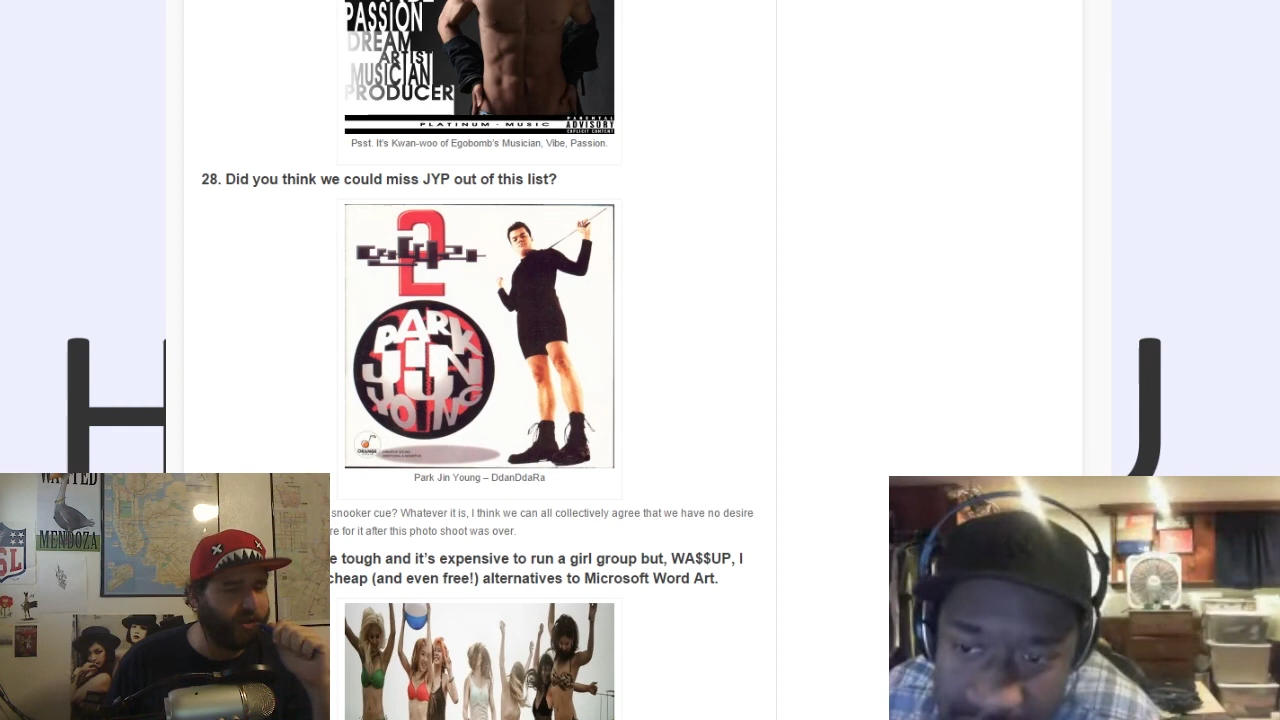 PASSION
DREAM
ARTIST
MUSICIAN
PRODUCER
PLATINUM - MUSIC
PARENTAL
ADVISORY
EXPLICIT CONTENT
Psst. It's Kwan-woo of Egobomb's Musician, Vibe, Passion.
28. Did you think we could miss JYP out of this list?
2
PARK
JIN
YOUNG
Park Jin Young – DdanDdaRa
snooker cue? Whatever it is, I think we can all collectively agree that we have no desire
re for it after this photo shoot was over.
e tough and it's expensive to run a girl group but, WA$$UP, I
cheap (and even free!) alternatives to Microsoft Word Art.
H
J
WANTED
MENDOZA
SL